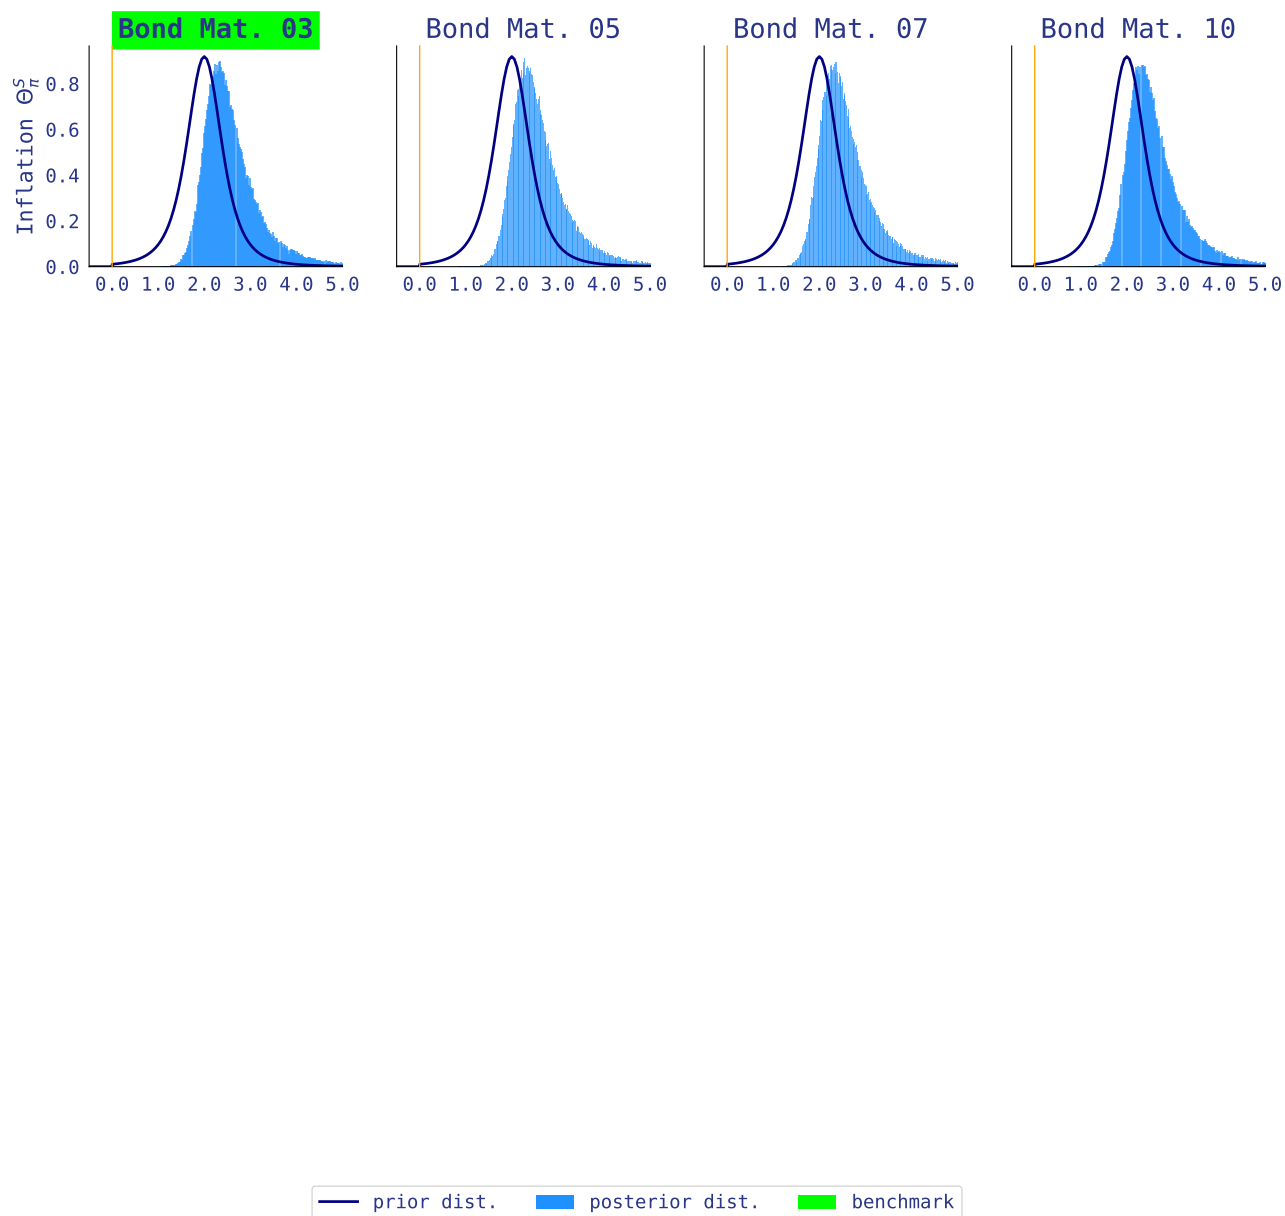 Bond Mat. 03 Bond Mat. 05 Bond Mat. 07 Bond Mat. 10
Inflation Θ^S_π
0.8
0.6
0.4
0.2
0.0
0.0 1.0 2.0 3.0 4.0 5.0 0.0 1.0 2.0 3.0 4.0 5.0 0.0 1.0 2.0 3.0 4.0 5.0 0.0 1.0 2.0 3.0 4.0 5.0
prior dist. posterior dist. benchmark